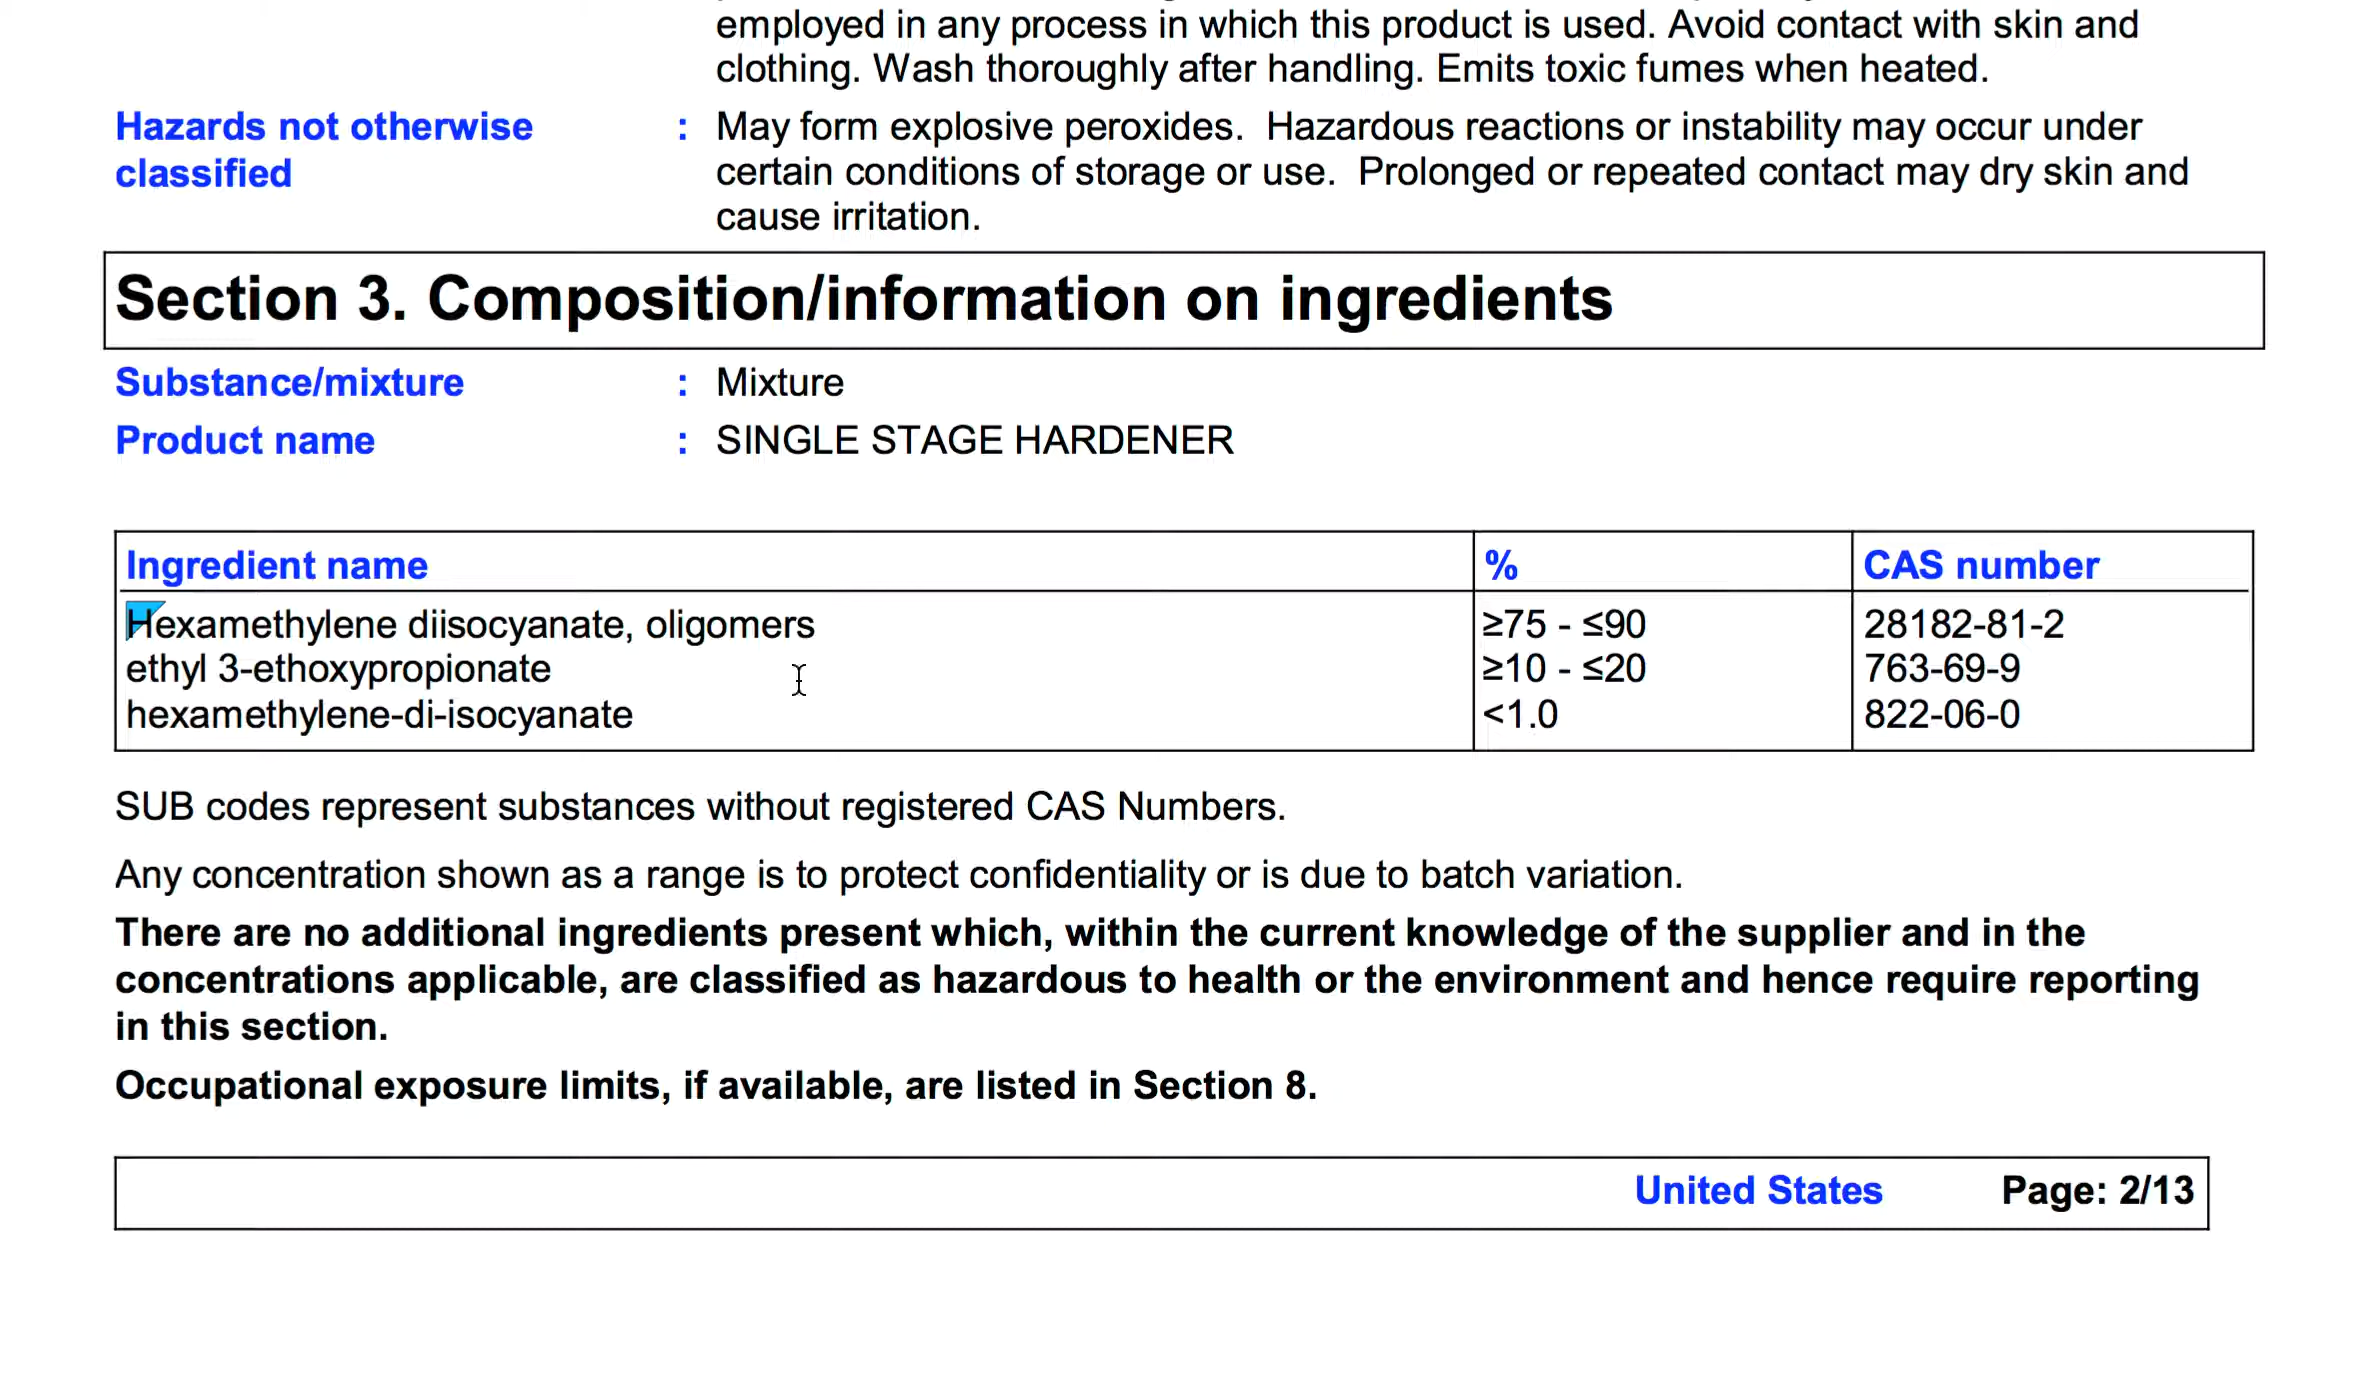 employed in any process in which this product is used. Avoid contact with skin and
clothing. Wash thoroughly after handling. Emits toxic fumes when heated.
Hazards not otherwise classified : May form explosive peroxides.  Hazardous reactions or instability may occur under
certain conditions of storage or use.  Prolonged or repeated contact may dry skin and
cause irritation.
Section 3. Composition/information on ingredients
Substance/mixture : Mixture
Product name : SINGLE STAGE HARDENER
Ingredient name % CAS number
Hexamethylene diisocyanate, oligomers ≥75 - ≤90 28182-81-2
ethyl 3-ethoxypropionate ≥10 - ≤20 763-69-9
hexamethylene-di-isocyanate <1.0 822-06-0
SUB codes represent substances without registered CAS Numbers.
Any concentration shown as a range is to protect confidentiality or is due to batch variation.
There are no additional ingredients present which, within the current knowledge of the supplier and in the
concentrations applicable, are classified as hazardous to health or the environment and hence require reporting
in this section.
Occupational exposure limits, if available, are listed in Section 8.
United States Page: 2/13